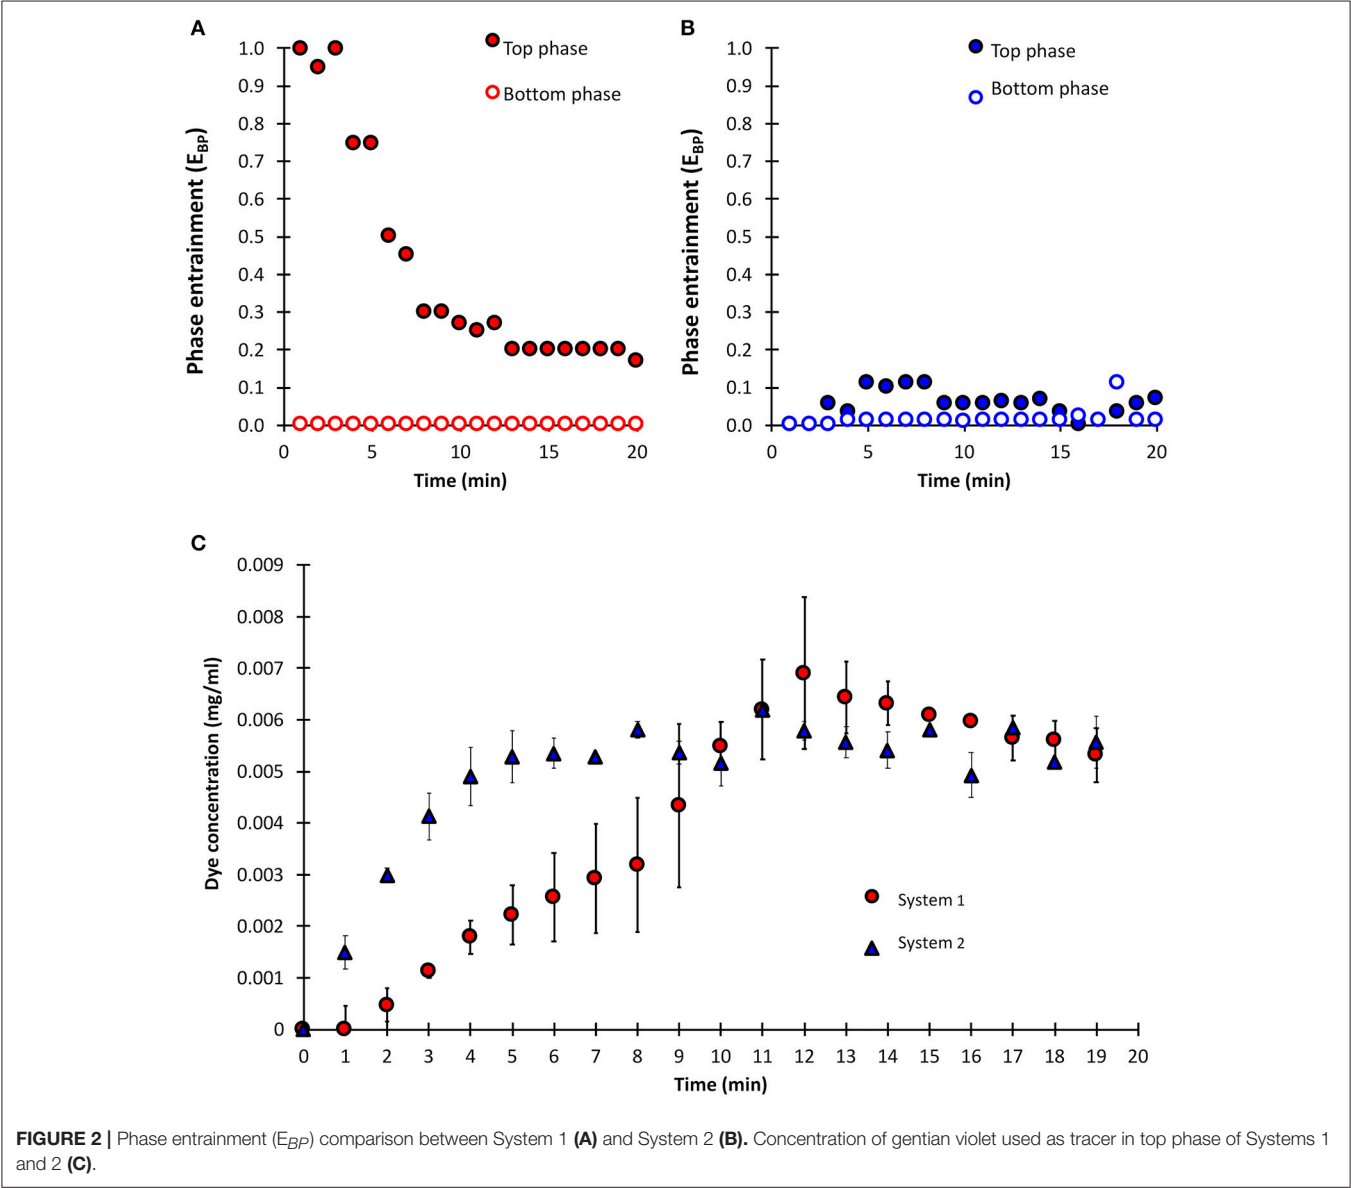 A
Top phase
Bottom phase
Phase entrainment (EBP)
1.0
0.9
0.8
0.7
0.6
0.5
0.4
0.3
0.2
0.1
0.0
0 5 10 15 20
Time (min)
B
Top phase
Bottom phase
Phase entrainment (EBP)
1.0
0.9
0.8
0.7
0.6
0.5
0.4
0.3
0.2
0.1
0.0
0 5 10 15 20
Time (min)
C
Dye concentration (mg/ml)
0.009
0.008
0.007
0.006
0.005
0.004
0.003
0.002
0.001
0
System 1
System 2
0 1 2 3 4 5 6 7 8 9 10 11 12 13 14 15 16 17 18 19 20
Time (min)
FIGURE 2 | Phase entrainment (EBP) comparison between System 1 (A) and System 2 (B). Concentration of gentian violet used as tracer in top phase of Systems 1
and 2 (C).